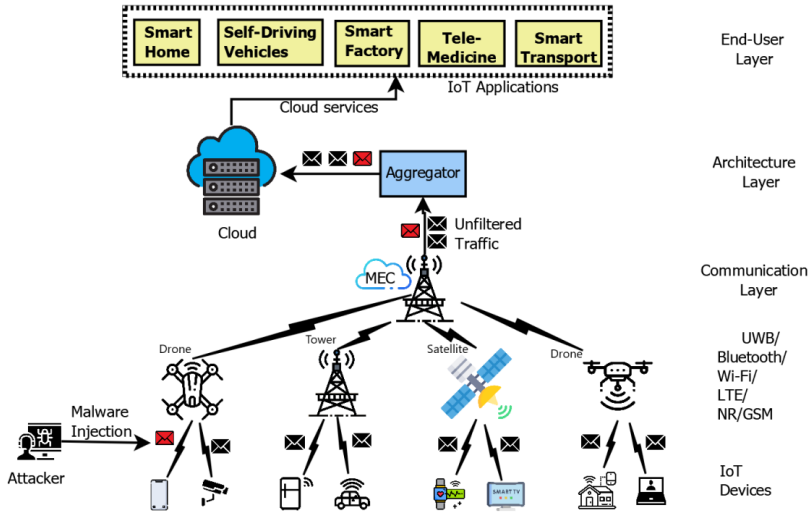 Smart
Home
Self-Driving
Vehicles
Smart
Factory
Tele-
Medicine
Smart
Transport
End-User
Layer
IoT Applications
Cloud services
Aggregator
Architecture
Layer
Cloud
Unfiltered
Traffic
MEC
Communication
Layer
Drone
Tower
Satellite
Drone
UWB/
Bluetooth/
Wi-Fi/
LTE/
NR/GSM
Malware
Injection
Attacker
SMART TV
IoT
Devices